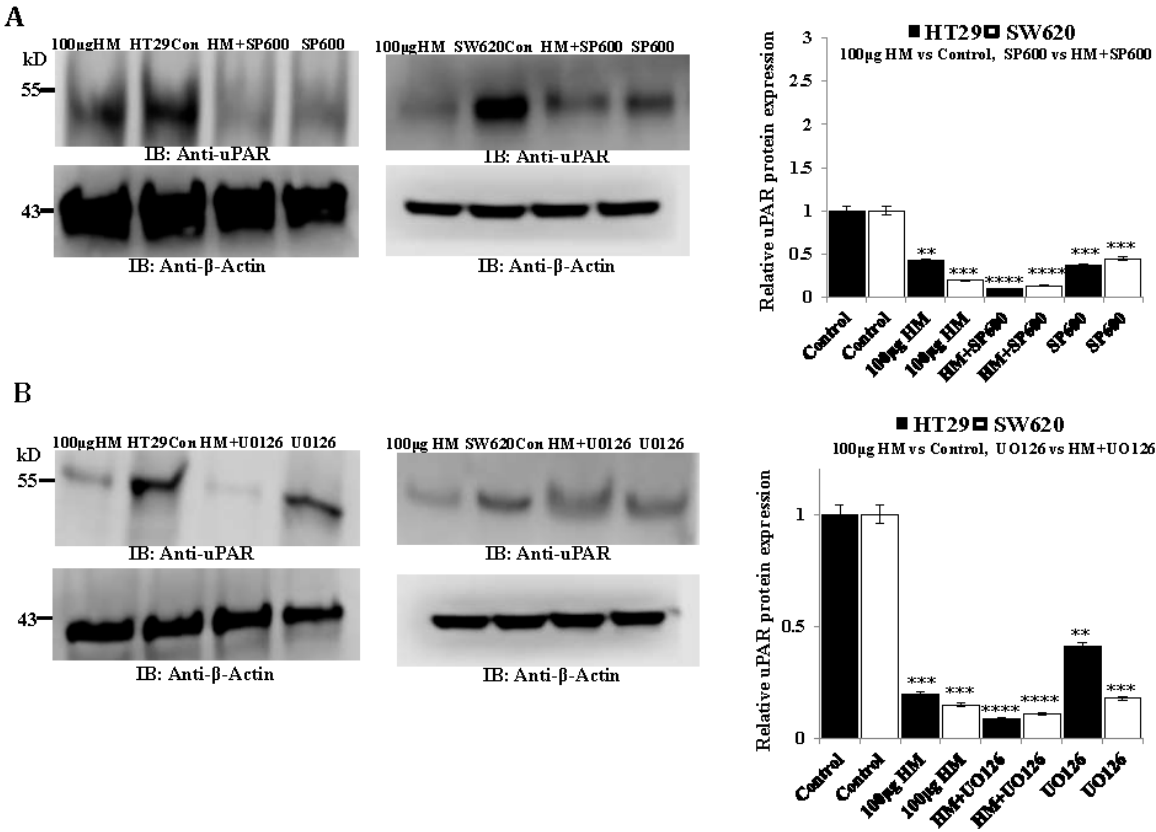 A
100µgHM HT29Con HM+SP600 SP600
kD
55
IB: Anti-uPAR
43
IB: Anti-β-Actin
100µgHM SW620Con HM+SP600 SP600
IB: Anti-uPAR
IB: Anti-β-Actin
HT29 SW620
100µg HM vs Control, SP600 vs HM+SP600
Relative uPAR protein expression
3
2.5
2
1.5
1
0.5
0
** *** **** **** *** ***
Control
Control
100µg HM
100µg HM
HM+SP600
HM+SP600
SP600
SP600
B
100µgHM HT29Con HM+U0126 U0126
kD
55
IB: Anti-uPAR
43
IB: Anti-β-Actin
100µg HM SW620Con HM+U0126 U0126
IB: Anti-uPAR
IB: Anti-β-Actin
HT29 SW620
100µg HM vs Control, UO126 vs HM+UO126
Relative uPAR protein expression
1
0.5
0
*** *** **** **** ** ***
Control
Control
100µg HM
100µg HM
HM+UO126
HM+UO126
UO126
UO126